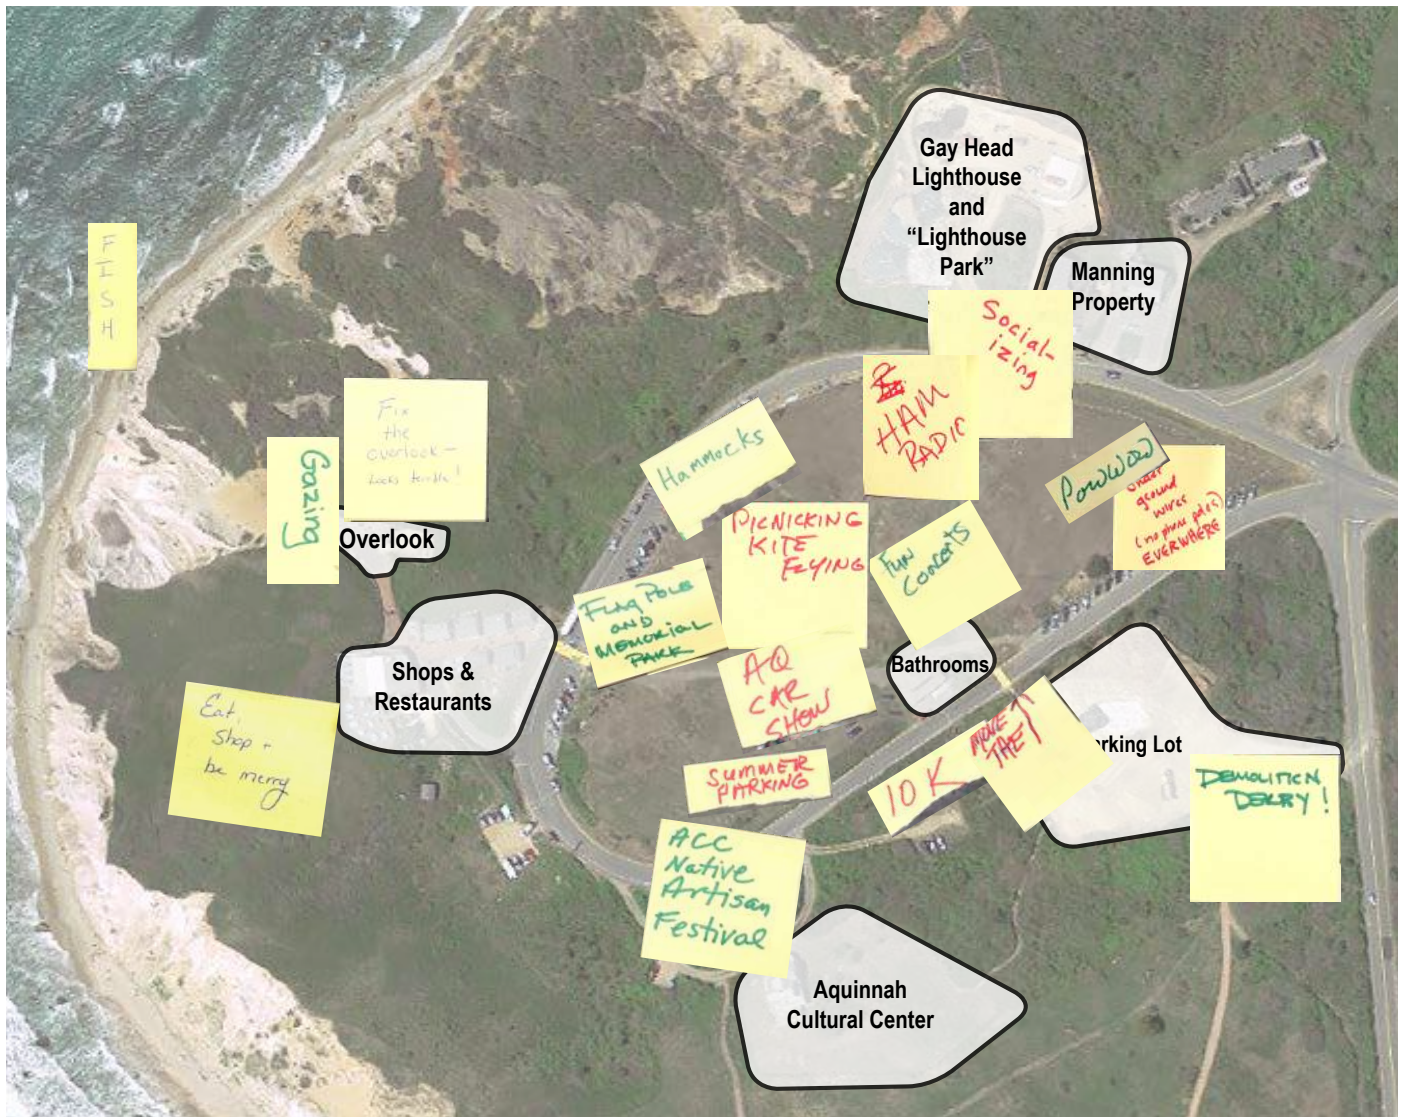 Gay Head
Lighthouse
and
“Lighthouse
Park”
Manning
Property
F
I
S
H
Social-
izing
HAM
RADIO
Fix
the
overlook -
Looks terrible!
Gazing
Overlook
Hammocks
POWWOW
Under
ground
wires
(no phone poles)
EVERWHERE
PICNICKING
KITE
FLYING
FUN
CONCERTS
FLAG POLE
AND
MEMORIAL
PARK
Shops &
Restaurants
Bathrooms
AQ
CAR
SHOW
Eat,
shop +
be merry
SUMMER
PARKING
10 K
MOVE
THE
rking Lot
DEMOLITION
DERBY!
ACC
Native
Artisan
Festival
Aquinnah
Cultural Center